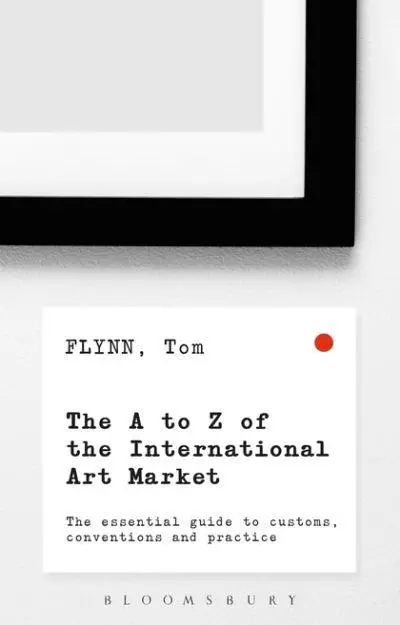 FLYNN, Tom
The A to Z of
the International
Art Market
The essential guide to customs,
conventions and practice
BLOOMSBURY